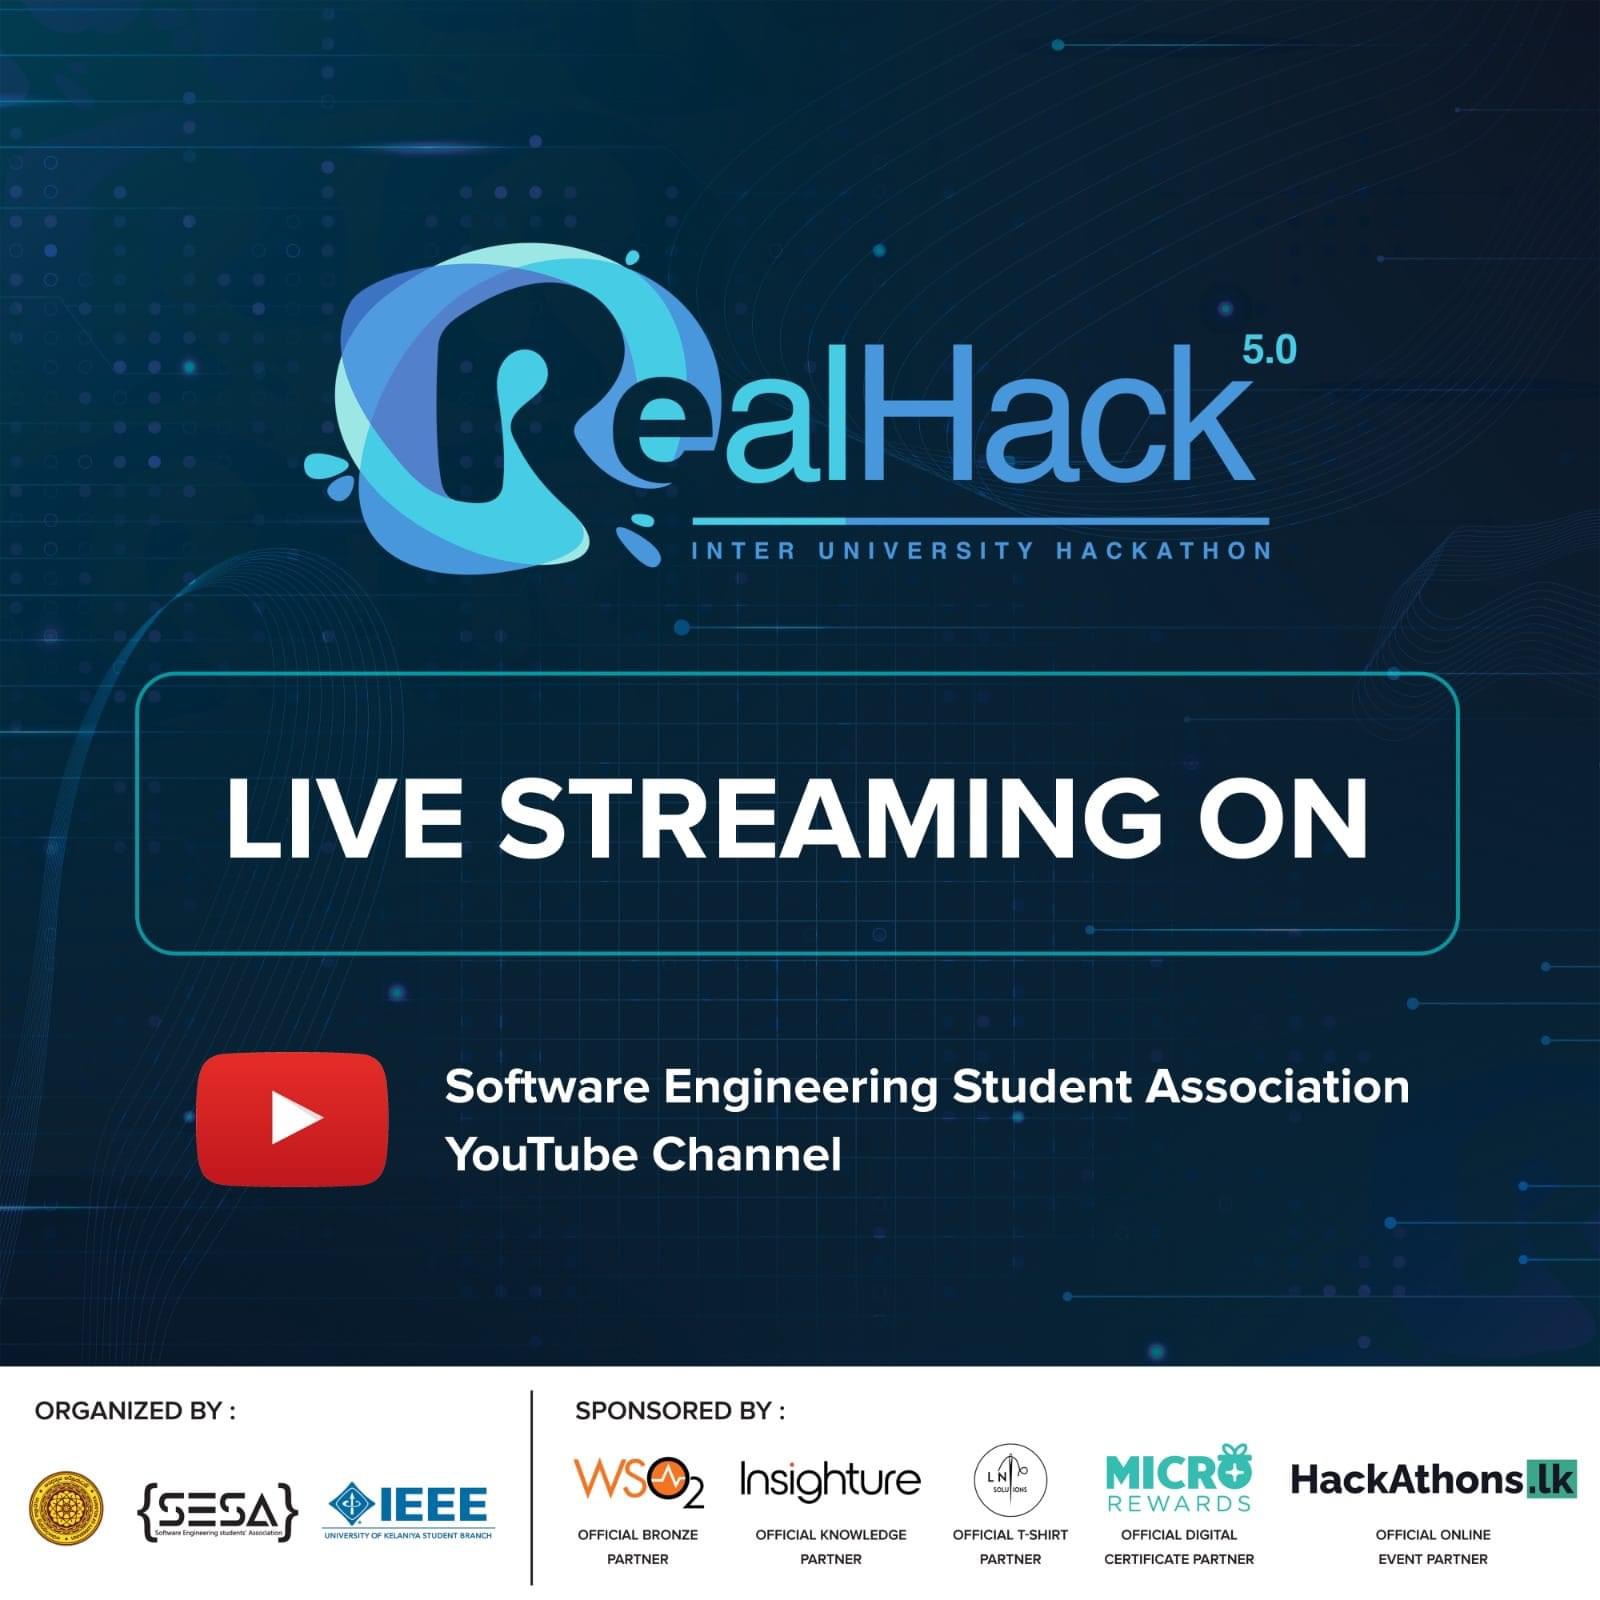 RealHack 5.0
INTER UNIVERSITY HACKATHON
LIVE STREAMING ON
Software Engineering Student Association
YouTube Channel
ORGANIZED BY :
{SESA}
Software Engineering students' Association
IEEE
UNIVERSITY OF KELANIYA STUDENT BRANCH
SPONSORED BY :
WSO2
OFFICIAL BRONZE
PARTNER
Insighture
OFFICIAL KNOWLEDGE
PARTNER
LN
SOLUTIONS
OFFICIAL T-SHIRT
PARTNER
MICRO
REWARDS
OFFICIAL DIGITAL
CERTIFICATE PARTNER
HackAthons.lk
OFFICIAL ONLINE
EVENT PARTNER